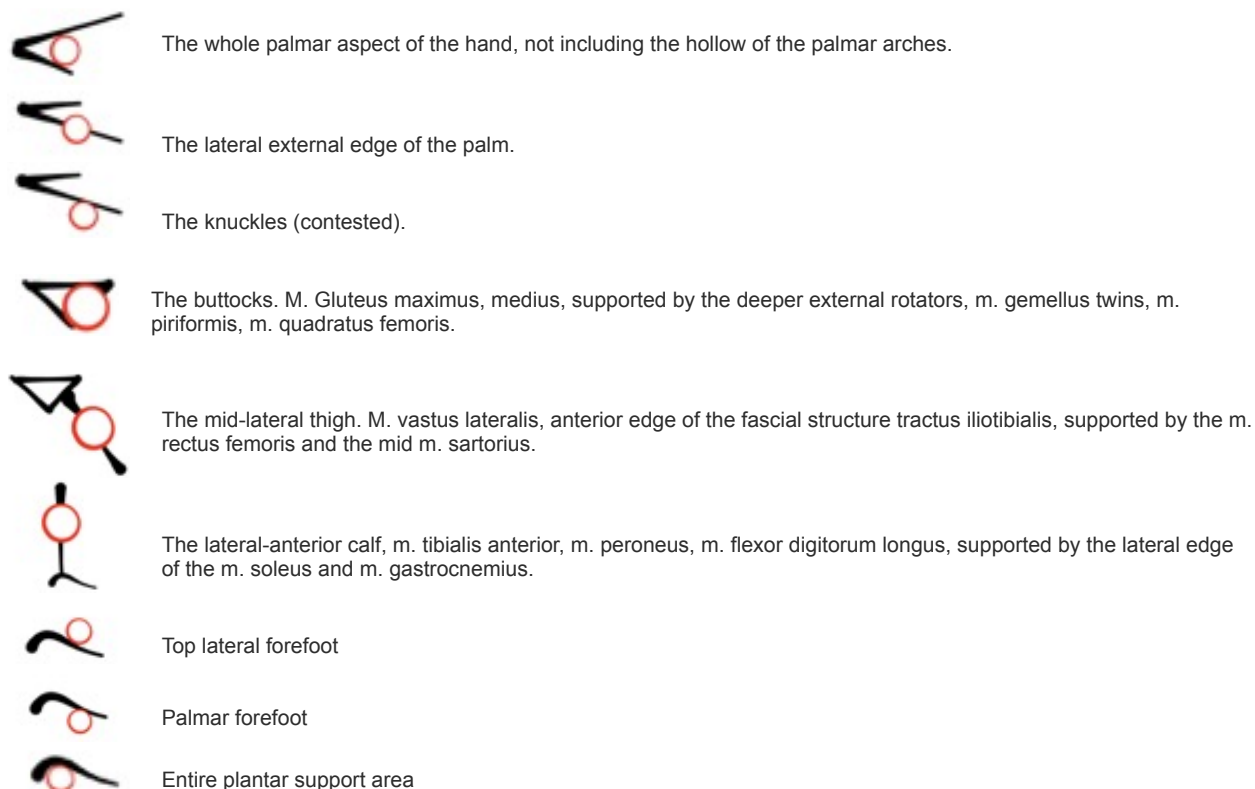 The whole palmar aspect of the hand, not including the hollow of the palmar arches.
The lateral external edge of the palm.
The knuckles (contested).
The buttocks. M. Gluteus maximus, medius, supported by the deeper external rotators, m. gemellus twins, m.
piriformis, m. quadratus femoris.
The mid-lateral thigh. M. vastus lateralis, anterior edge of the fascial structure tractus iliotibialis, supported by the m.
rectus femoris and the mid m. sartorius.
The lateral-anterior calf, m. tibialis anterior, m. peroneus, m. flexor digitorum longus, supported by the lateral edge
of the m. soleus and m. gastrocnemius.
Top lateral forefoot
Palmar forefoot
Entire plantar support area